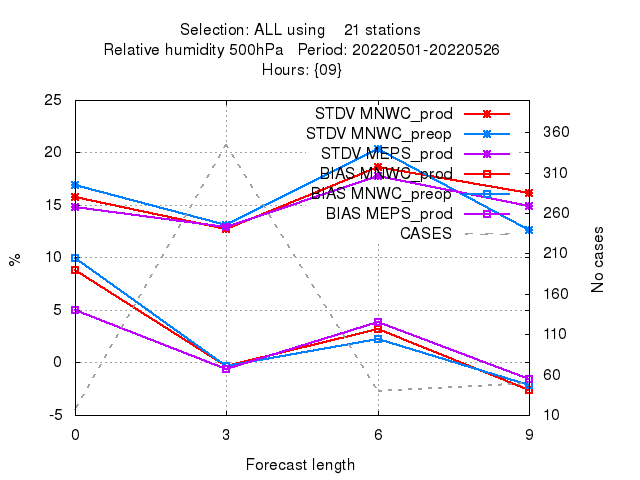 Selection: ALL using 21 stations
Relative humidity 500hPa Period: 20220501-20220526
Hours: {09}
25
20
15
10
5
0
-5
%
STDV MNWC_prod
STDV MNWC_preop
STDV MEPS_prod
BIAS MNWC_prod
BIAS MNWC_preop
BIAS MEPS_prod
CASES
360
310
260
210
160
110
60
10
No cases
0 3 6 9
Forecast length